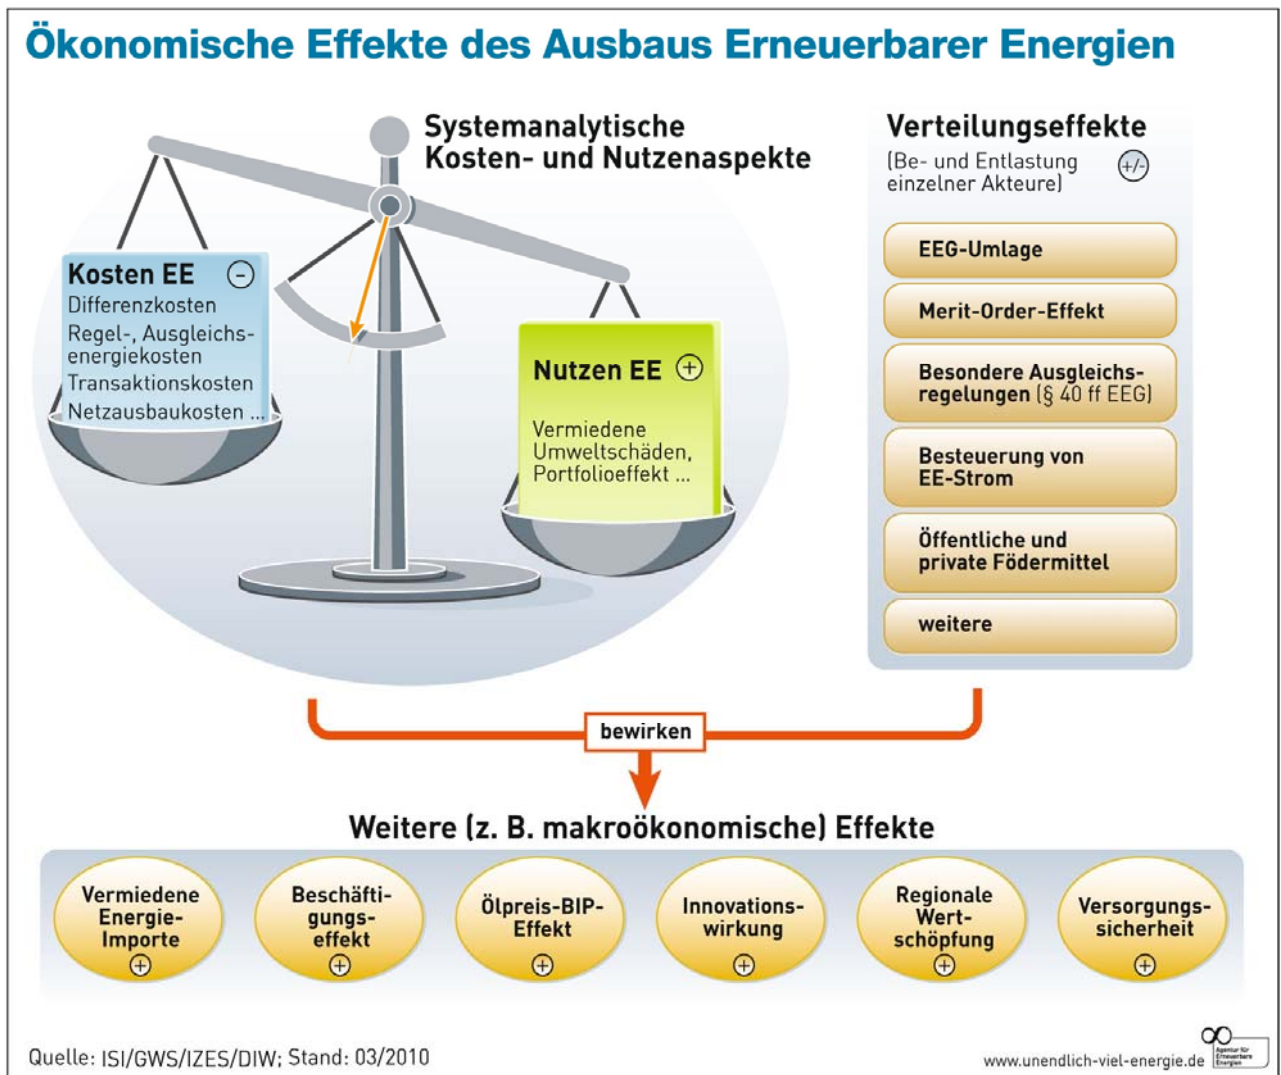 Ökonomische Effekte des Ausbaus Erneuerbarer Energien
Systemanalytische
Kosten- und Nutzenaspekte
Kosten EE -
Differenzkosten
Regel-, Ausgleichs-
energiekosten
Transaktionskosten
Netzausbaukosten ...
Nutzen EE +
Vermiedene
Umweltschäden,
Portfolioeffekt ...
Verteilungseffekte
(Be- und Entlastung
einzelner Akteure) +/-
EEG-Umlage
Merit-Order-Effekt
Besondere Ausgleichs-
regelungen (§ 40 ff EEG)
Besteuerung von
EE-Strom
Öffentliche und
private Födermittel
weitere
bewirken
Weitere (z. B. makroökonomische) Effekte
Vermiedene
Energie-
Importe
+
Beschäfti-
gungs-
effekt
+
Ölpreis-BIP-
Effekt
+
Innovations-
wirkung
+
Regionale
Wert-
schöpfung
+
Versorgungs-
sicherheit
+
Quelle: ISI/GWS/IZES/DIW; Stand: 03/2010
www.unendlich-viel-energie.de
Agentur für
Erneuerbare
Energien